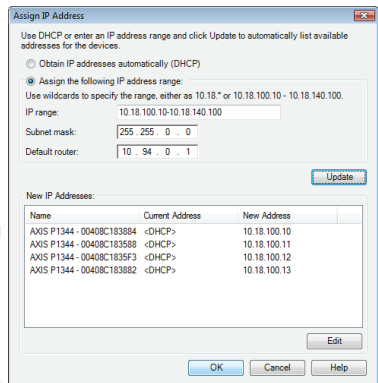 Assign IP Address
Use DHCP or enter an IP address range and click Update to automatically list available
addresses for the devices.
Obtain IP addresses automatically (DHCP)
Assign the following IP address range:
Use wildcards to specify the range, either as 10.18.* or 10.18.100.10 - 10.18.140.100.
IP range: 10.18.100.10-10.18.140.100
Subnet mask: 255 . 255 . 0 . 0
Default router: 10 . 94 . 0 . 1
Update
New IP Addresses:
Name Current Address New Address
AXIS P1344 - 00408C183884 <DHCP> 10.18.100.10
AXIS P1344 - 00408C183588 <DHCP> 10.18.100.11
AXIS P1344 - 00408C1835F3 <DHCP> 10.18.100.12
AXIS P1344 - 00408C183882 <DHCP> 10.18.100.13
Edit
OK Cancel Help